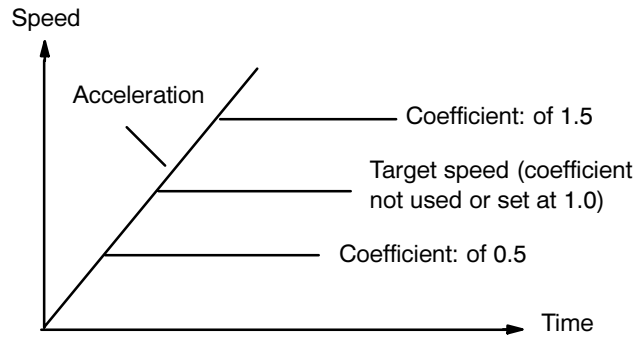 Speed
Acceleration
Coefficient: of 1.5
Target speed (coefficient
not used or set at 1.0)
Coefficient: of 0.5
Time